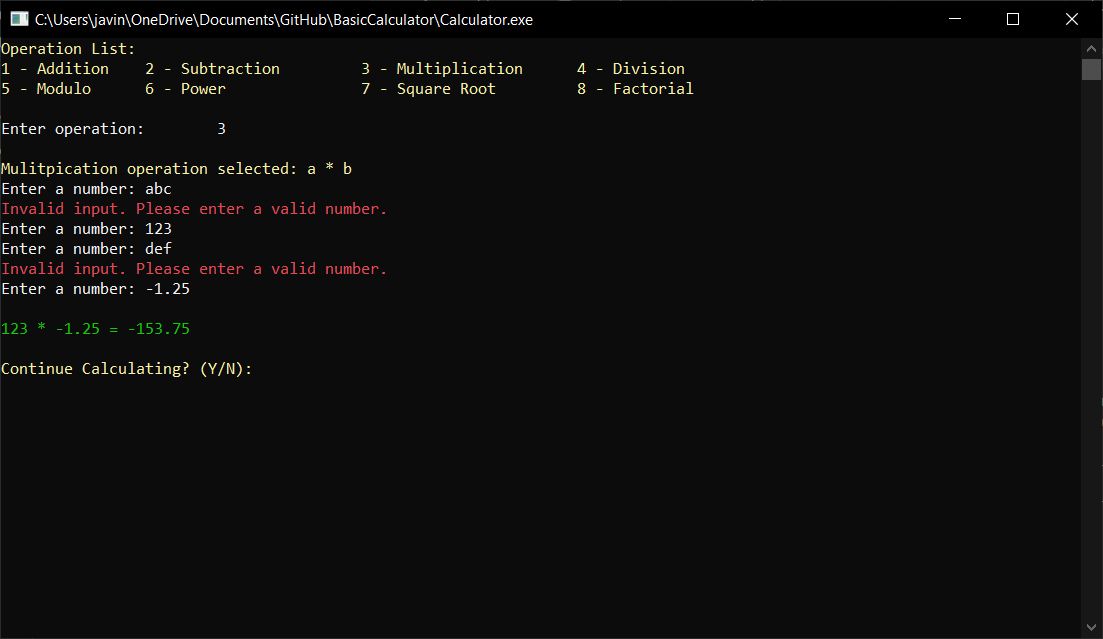 C:\Users\javin\OneDrive\Documents\GitHub\BasicCalculator\Calculator.exe
Operation List:
1 - Addition    2 - Subtraction         3 - Multiplication      4 - Division
5 - Modulo      6 - Power               7 - Square Root         8 - Factorial
Enter operation:        3
Mulitpication operation selected: a * b
Enter a number: abc
Invalid input. Please enter a valid number.
Enter a number: 123
Enter a number: def
Invalid input. Please enter a valid number.
Enter a number: -1.25
123 * -1.25 = -153.75
Continue Calculating? (Y/N):